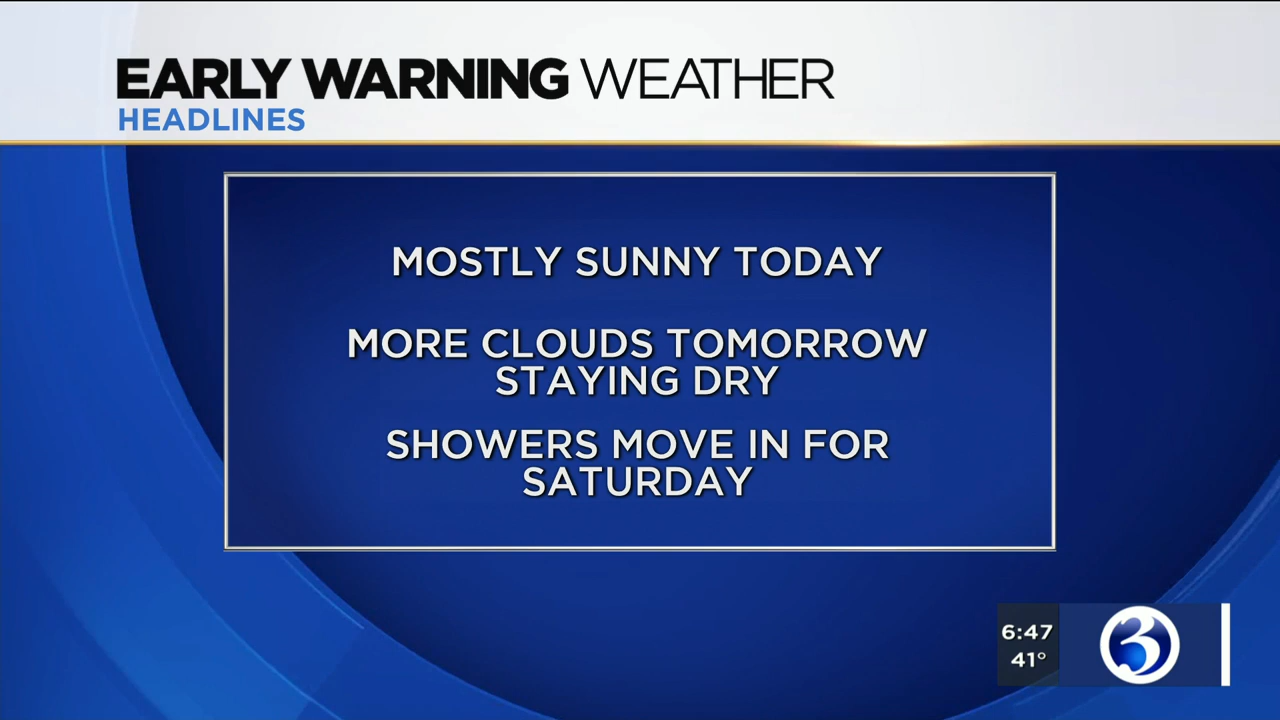 EARLY WARNING WEATHER
HEADLINES
MOSTLY SUNNY TODAY
MORE CLOUDS TOMORROW
STAYING DRY
SHOWERS MOVE IN FOR
SATURDAY
6:47
41°
3